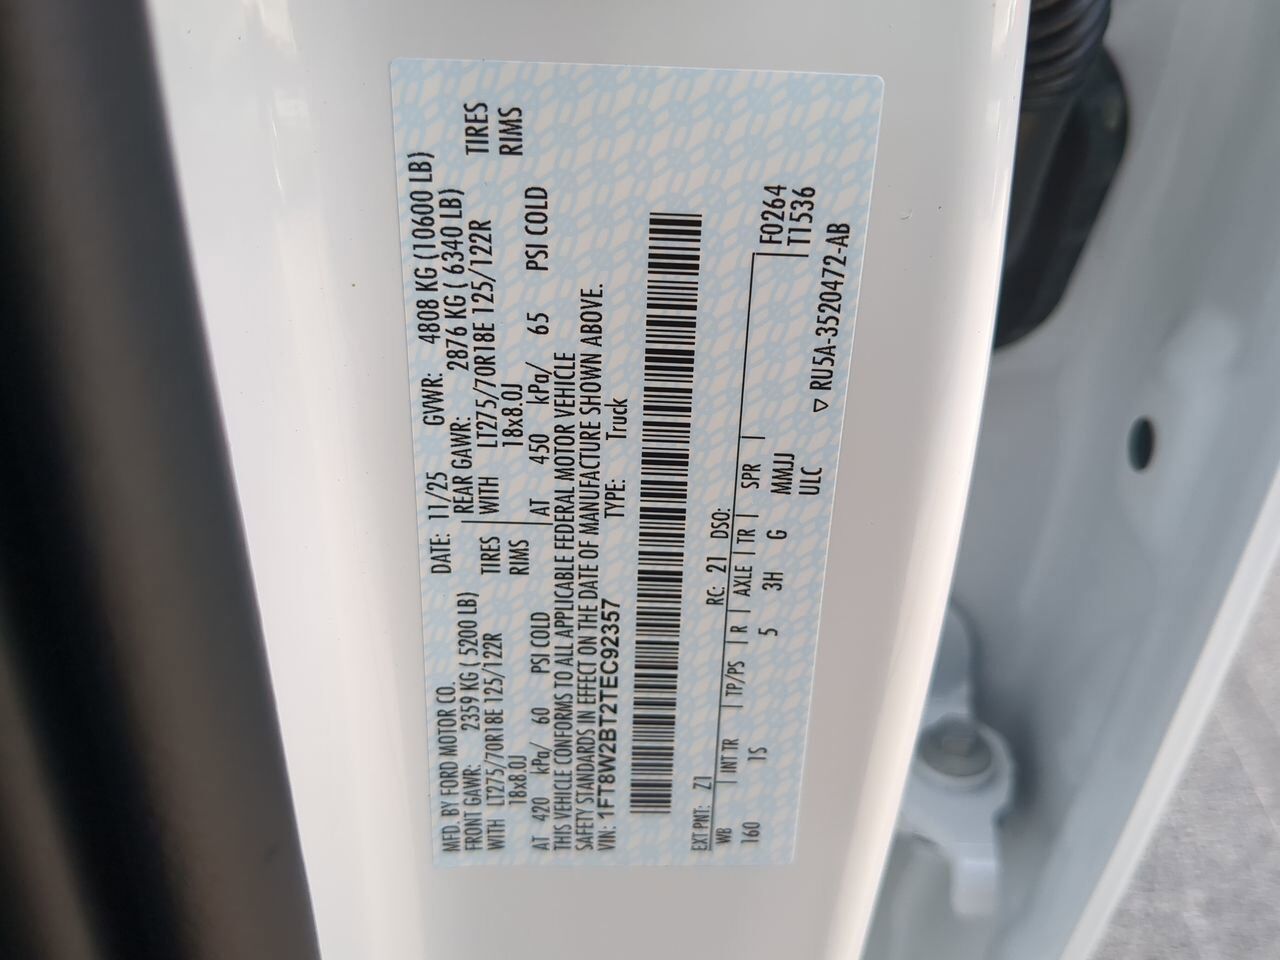 MFD. BY FORD MOTOR CO.
DATE: 11/25 GVWR: 4808 KG (10600 LB)
FRONT GAWR: 2359 KG ( 5200 LB) REAR GAWR: 2876 KG ( 6340 LB)
WITH LT275/70R18E 125/122R TIRES WITH LT275/70R18E 125/122R TIRES
18x8.0J RIMS 18x8.0J RIMS
AT 420 kPa/ 60 PSI COLD AT 450 kPa/ 65 PSI COLD
THIS VEHICLE CONFORMS TO ALL APPLICABLE FEDERAL MOTOR VEHICLE
SAFETY STANDARDS IN EFFECT ON THE DATE OF MANUFACTURE SHOWN ABOVE.
VIN: 1FT8W2BT2TEC92357 TYPE: Truck
EXT PNT: Z1 RC: 21 DSO:
WB INT TR TP/PS R AXLE TR SPR F0264
160 1S 5 3H G MMJJ T1536
ULC
▽ RU5A-3520472-AB